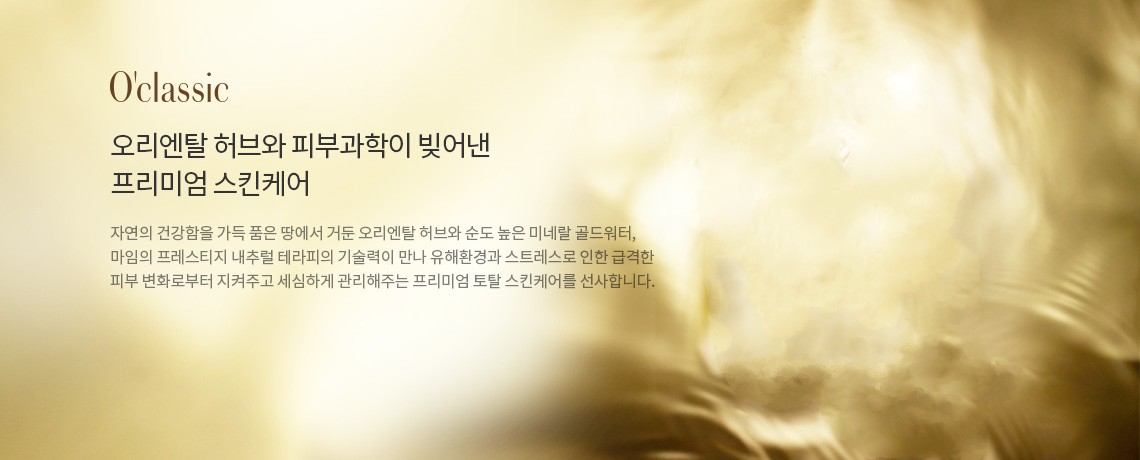 O'classic
오리엔탈 허브와 피부과학이 빚어낸
프리미엄 스킨케어
자연의 건강함을 가득 품은 땅에서 거둔 오리엔탈 허브와 순도 높은 미네랄 골드워터,
마임의 프레스티지 내추럴 테라피의 기술력이 만나 유해환경과 스트레스로 인한 급격한
피부 변화로부터 지켜주고 세심하게 관리해주는 프리미엄 토탈 스킨케어를 선사합니다.